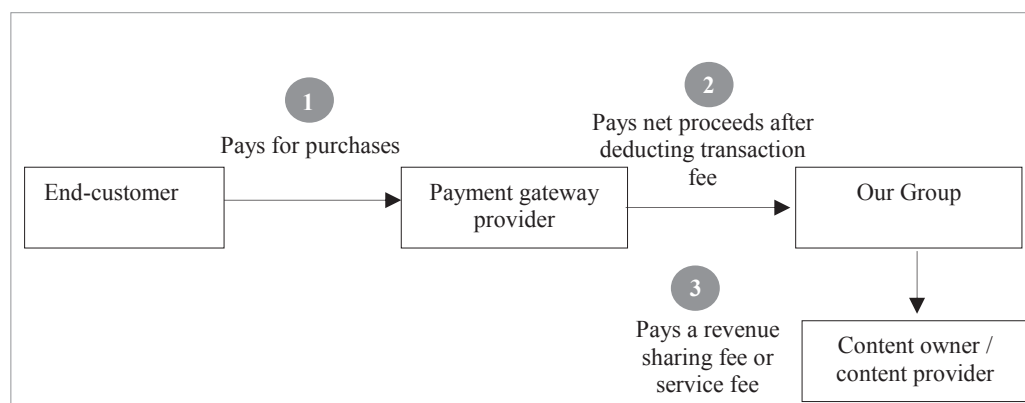 1
Pays for purchases
2
Pays net proceeds after
deducting transaction
fee
End-customer
Payment gateway
provider
Our Group
3
Pays a revenue
sharing fee or
service fee
Content owner /
content provider